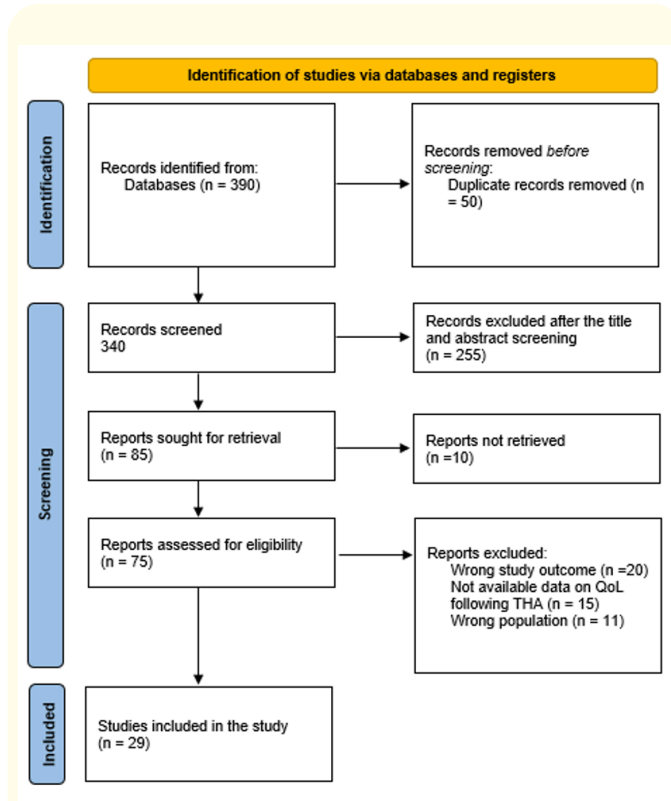 Identification of studies via databases and registers
Identification
Records identified from:
Databases (n = 390)
Records removed before
screening:
Duplicate records removed (n
= 50)
Screening
Records screened
340
Records excluded after the title
and abstract screening
(n = 255)
Reports sought for retrieval
(n = 85)
Reports not retrieved
(n =10)
Reports assessed for eligibility
(n = 75)
Reports excluded:
Wrong study outcome (n =20)
Not available data on QoL
following THA (n = 15)
Wrong population (n = 11)
Included
Studies included in the study
(n = 29)